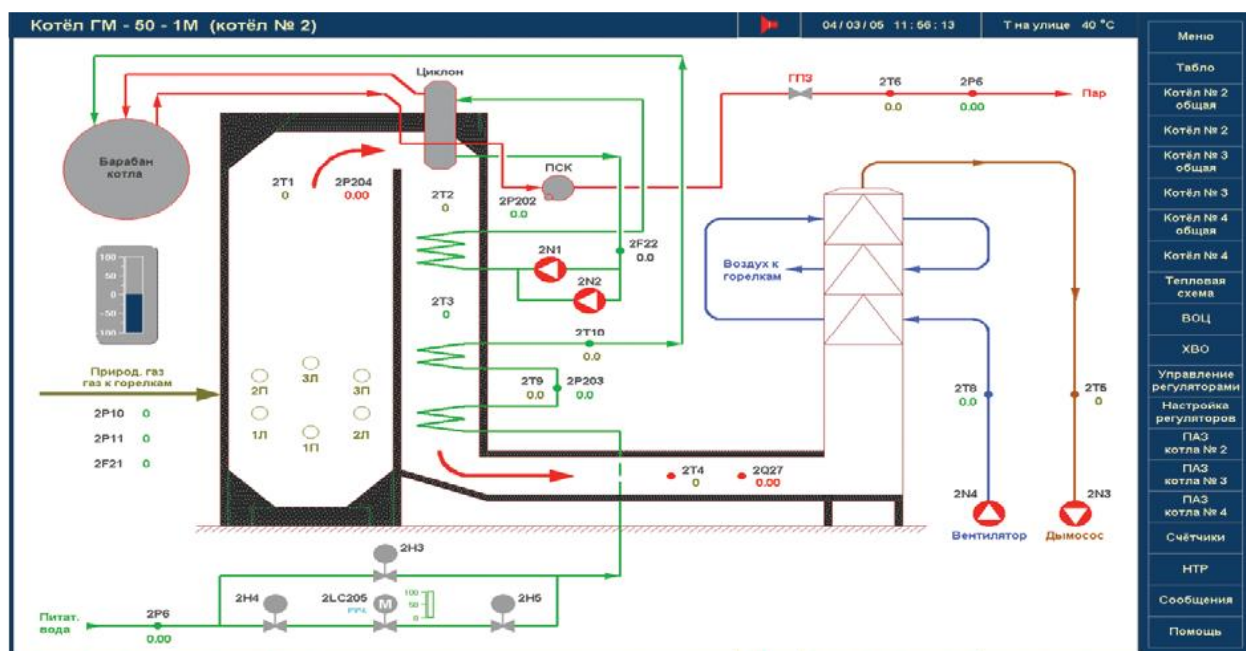 Котёл ГМ - 50 - 1М (котёл № 2)
04/03/05 11:56:13
Т на улице 40 °C
Меню
Табло
Котёл № 2
общая
Котёл № 2
Котёл № 3
общая
Котёл № 3
Котёл № 4
общая
Котёл № 4
Тепловая
схема
ВОЦ
ХВО
Управление
регуляторами
Настройка
регуляторов
ПАЗ
котла № 2
ПАЗ
котла № 3
ПАЗ
котла № 4
Счётчики
НТР
Сообщения
Помощь
Циклон
ГПЗ
2Т6
0.0
2Р6
0.00
Пар
Барабан
котла
2Т1
0
2Р204
0.00
2Т2
0
ПСК
2Р202
0.0
2F22
0.0
2N1
2N2
Воздух к
горелкам
100
50
0
-50
-100
2Т3
0
2Т10
0.0
2Т9
0.0
2Р203
0.0
Природ. газ
газ к горелкам
2Р10 0
2Р11 0
2F21 0
2П
3Л
3П
1Л
1П
2Л
2Т8
0.0
2Т5
0
2Т4
0
2Q27
0.00
2N4
Вентилятор
2N3
Дымосос
2Н3
2Н4
2LC205
РУЧ.
М
100
50
0
2Н5
Питат.
вода
2Р6
0.00